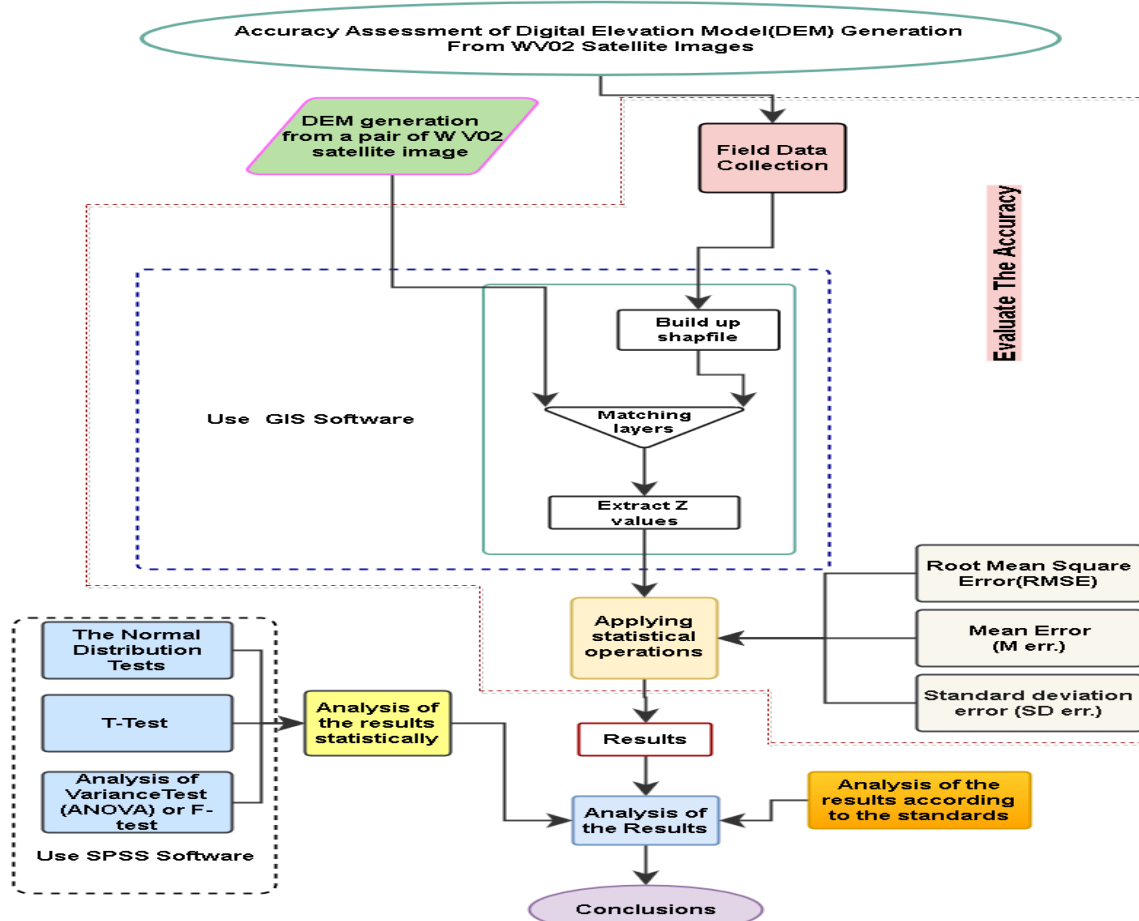 Accuracy Assessment of Digital Elevation Model(DEM) Generation
From WV02 Satellite Images
DEM generation
from a pair of W V02
satellite image
Field Data
Collection
Evaluate The Accuracy
Build up
shapfile
Use GIS Software
Matching
layers
Extract Z
values
Root Mean Square
Error(RMSE)
Applying
statistical
operations
Mean Error
(M err.)
Standard deviation
error (SD err.)
The Normal
Distribution
Tests
T-Test
Analysis of
VarianceTest
(ANOVA) or F-
test
Use SPSS Software
Analysis of
the results
statistically
Results
Analysis of
the Results
Analysis of the
results according
to the standards
Conclusions